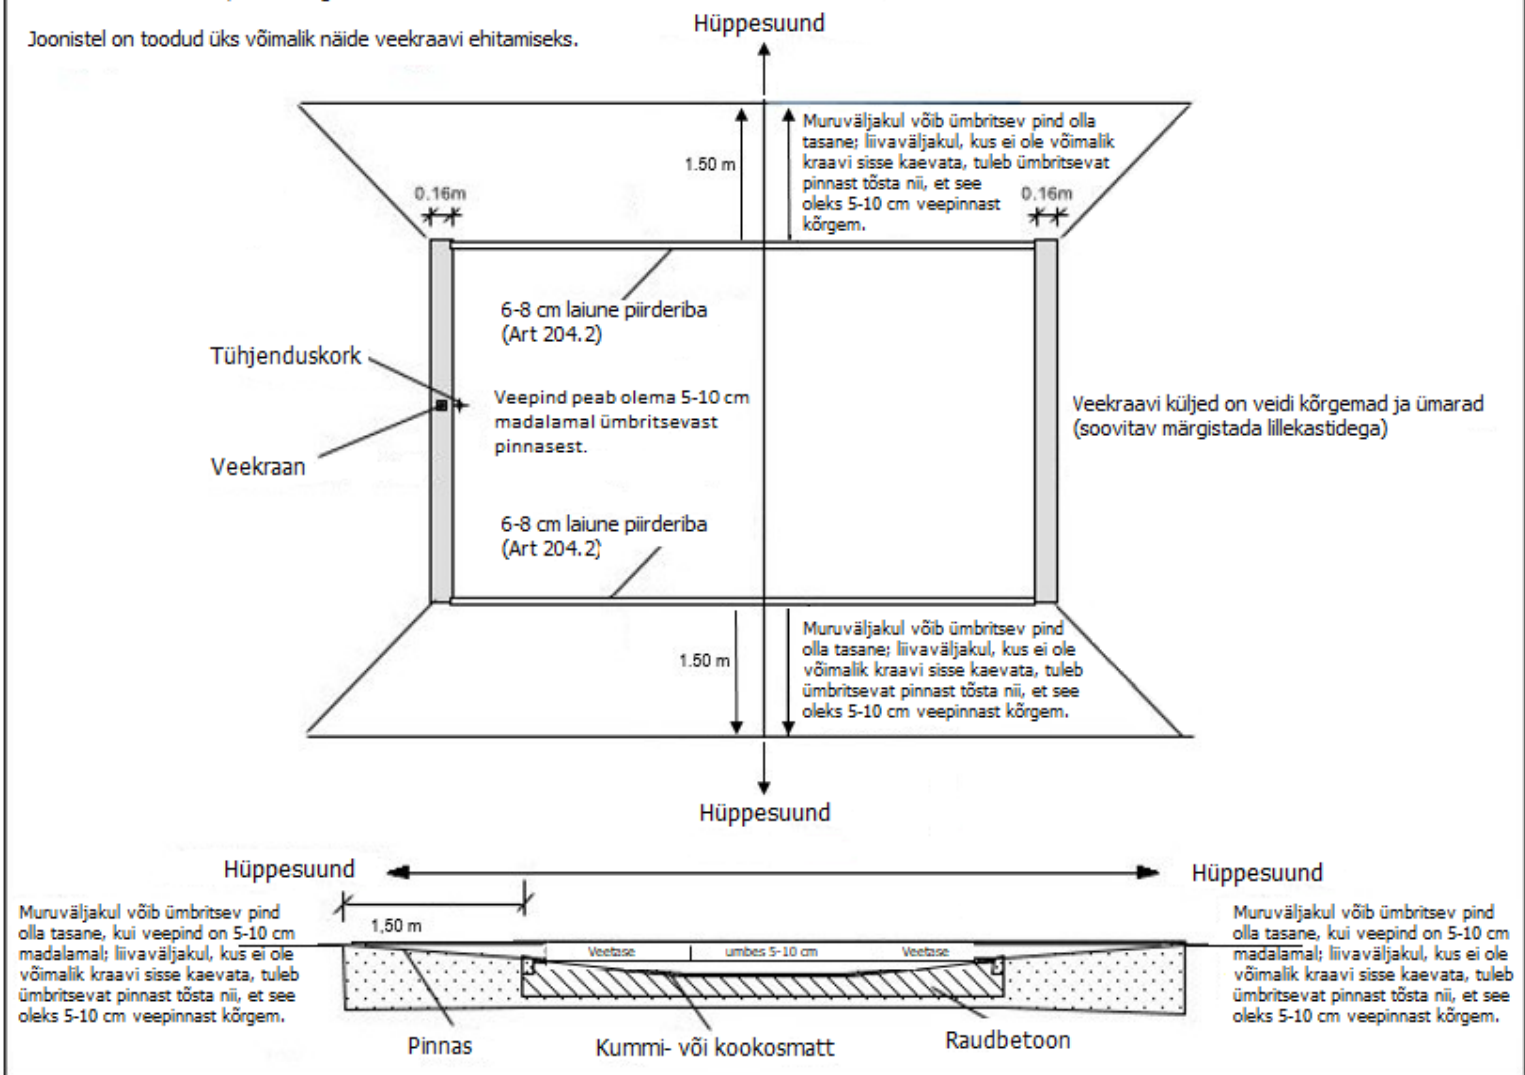 Joonistel on toodud üks võimalik näide veekraavi ehitamiseks.
Hüppesuund
1.50 m
Muruväljakul võib ümbritsev pind olla
tasane; liivaväljakul, kus ei ole võimalik
kraavi sisse kaevata, tuleb ümbritsevat
pinnast tõsta nii, et see
oleks 5-10 cm veepinnast
kõrgem.
0.16m
0.16m
6-8 cm laiune piirderiba
(Art 204.2)
Tühjenduskork
Veepind peab olema 5-10 cm
madalamal ümbritsevast
pinnasest.
Veekraan
Veekraavi küljed on veidi kõrgemad ja ümarad
(soovitav märgistada lillekastidega)
6-8 cm laiune piirderiba
(Art 204.2)
1.50 m
Muruväljakul võib ümbritsev pind
olla tasane; liivaväljakul, kus ei ole
võimalik kraavi sisse kaevata, tuleb
ümbritsevat pinnast tõsta nii, et see
oleks 5-10 cm veepinnast kõrgem.
Hüppesuund
Hüppesuund
Hüppesuund
Muruväljakul võib ümbritsev pind
olla tasane, kui veepind on 5-10 cm
madalamal; liivaväljakul, kus ei ole
võimalik kraavi sisse kaevata, tuleb
ümbritsevat pinnast tõsta nii, et see
oleks 5-10 cm veepinnast kõrgem.
1,50 m
Veetase
umbes 5-10 cm
Veetase
Muruväljakul võib ümbritsev pind
olla tasane, kui veepind on 5-10 cm
madalamal; liivaväljakul, kus ei ole
võimalik kraavi sisse kaevata, tuleb
ümbritsevat pinnast tõsta nii, et see
oleks 5-10 cm veepinnast kõrgem.
Pinnas
Kummi- või kookosmatt
Raudbetoon